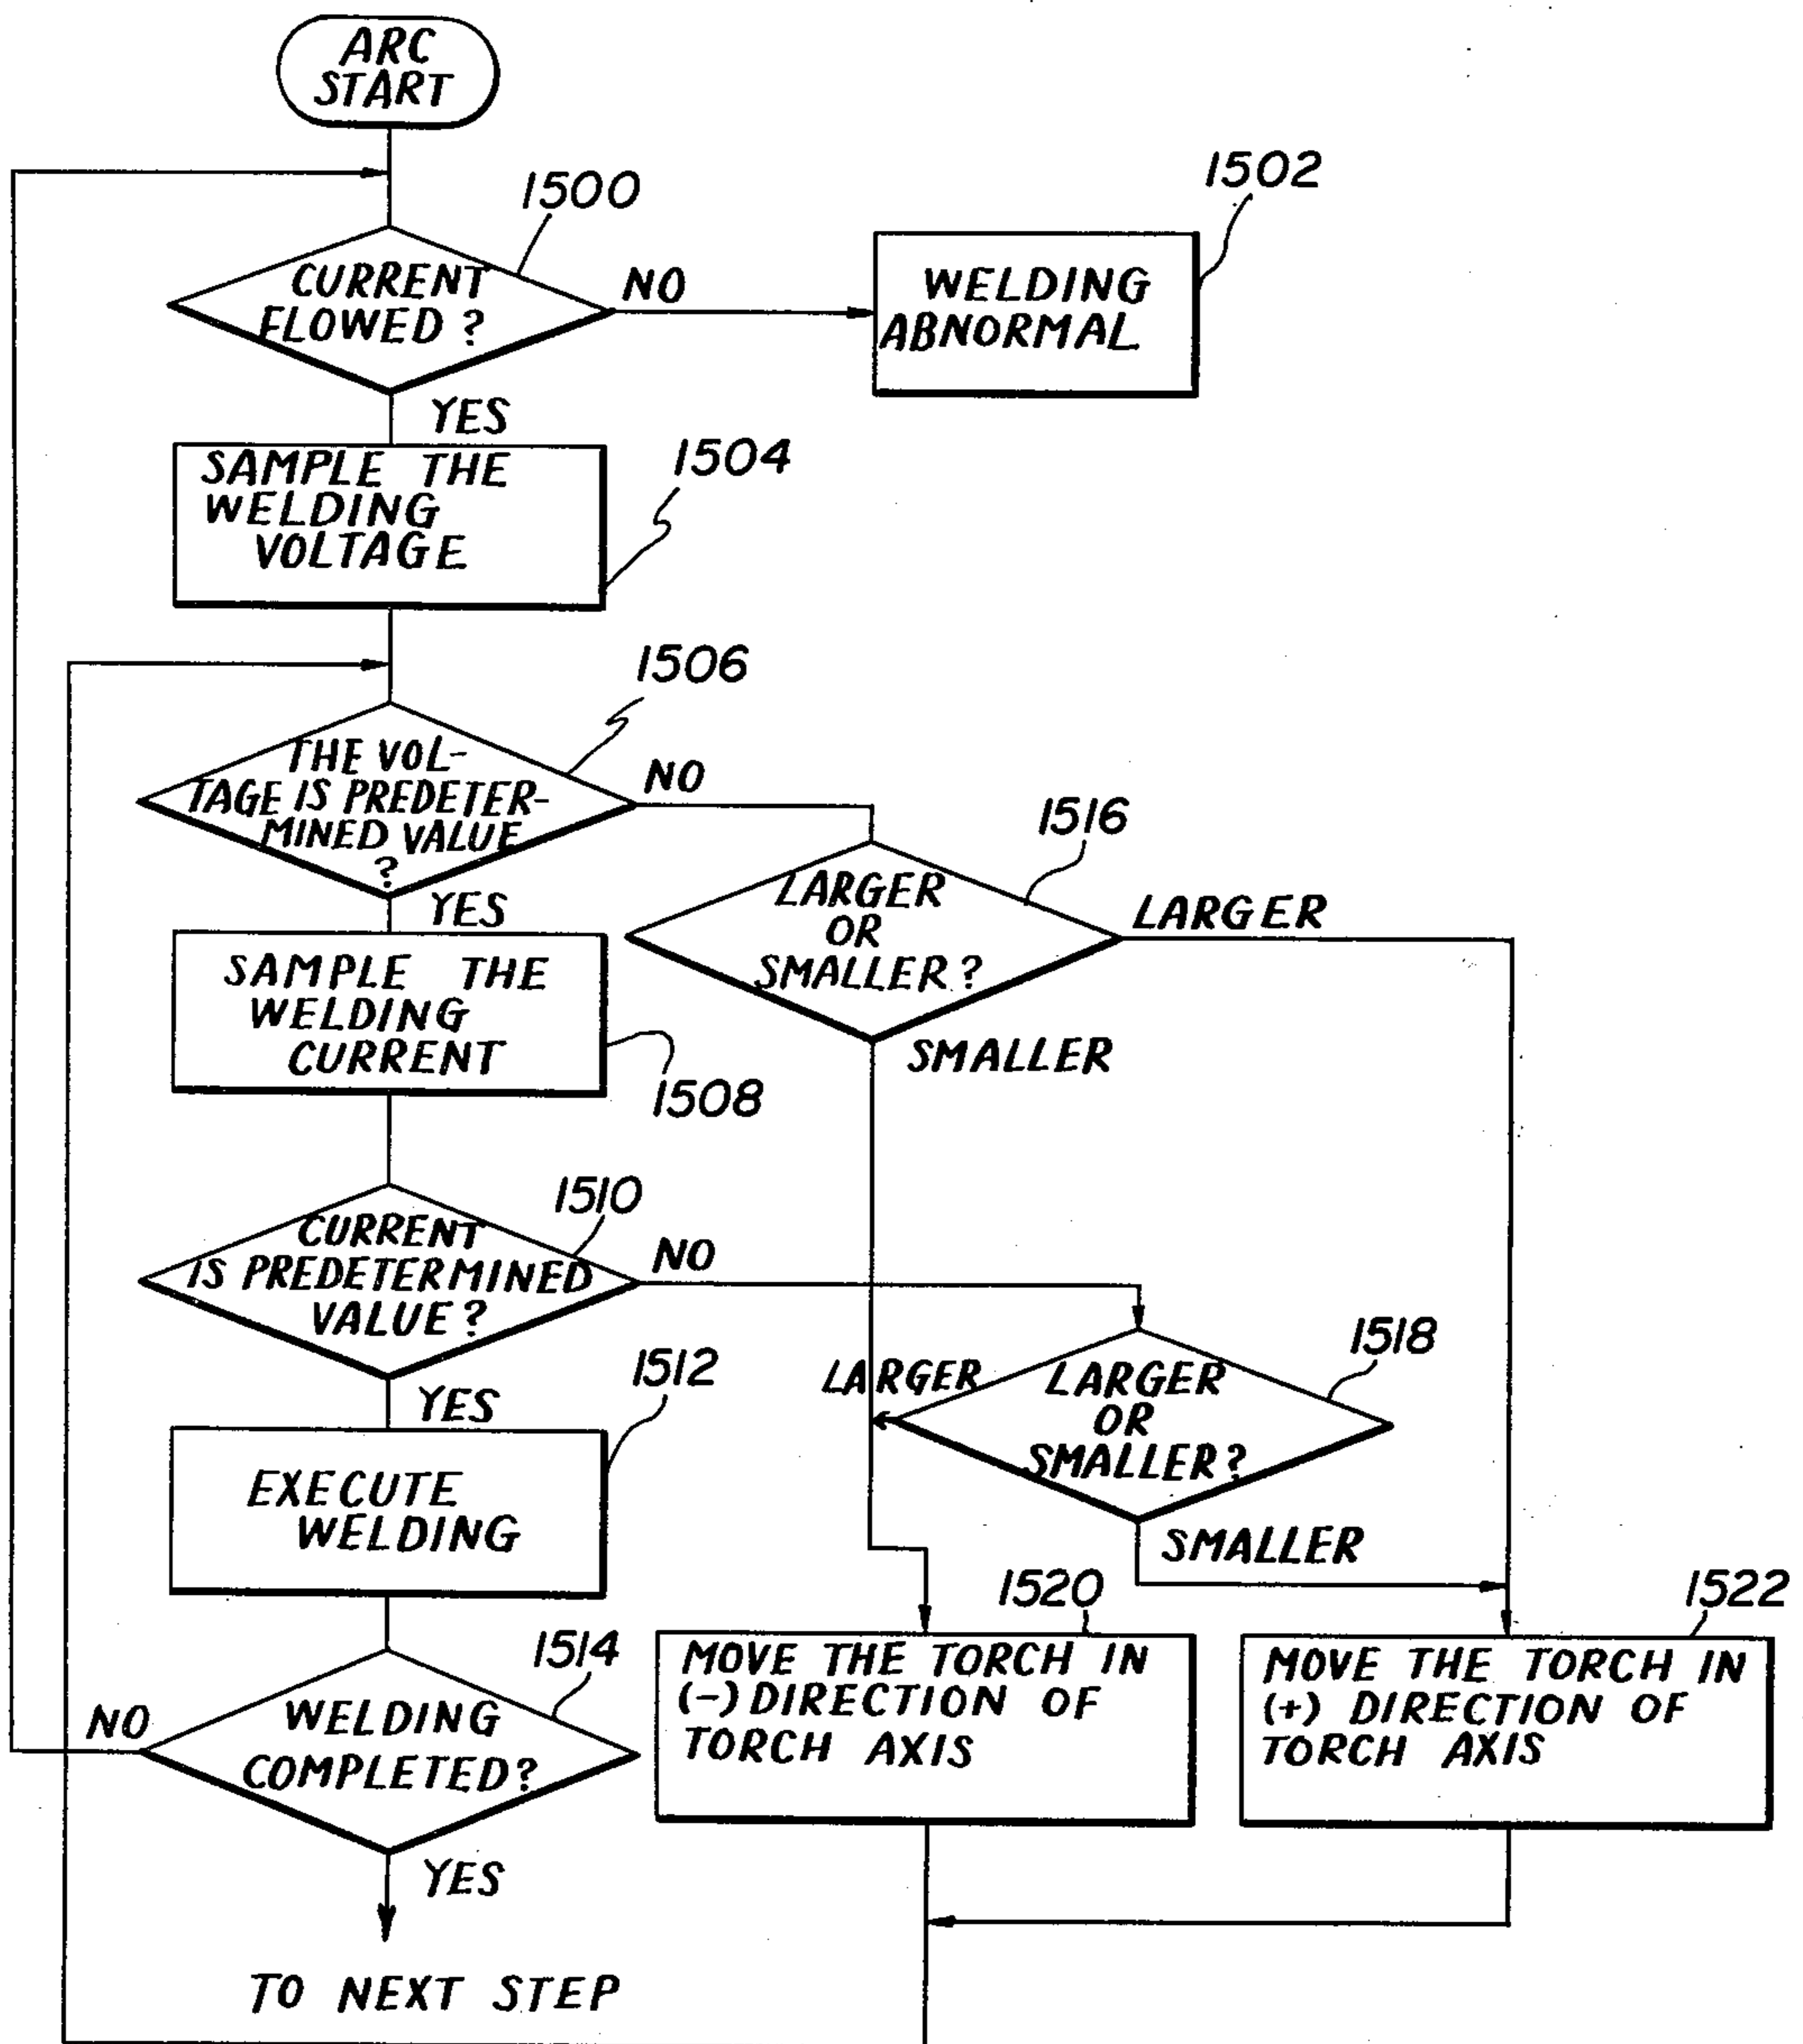 ARC
START
1500
1502
CURRENT
FLOWED ?
NO
WELDING
ABNORMAL
YES
1504
SAMPLE THE
WELDING
VOLTAGE
1506
THE VOL-
TAGE IS PREDETER-
MINED VALUE
?
NO
1516
YES
LARGER
OR
SMALLER ?
LARGER
SAMPLE THE
WELDING
CURRENT
SMALLER
1508
1510
CURRENT
IS PREDETERMINED
VALUE ?
NO
1518
1512
LARGER
LARGER
OR
SMALLER ?
YES
EXECUTE
WELDING
SMALLER
1520
1522
1514
MOVE THE TORCH IN
(-) DIRECTION OF
TORCH AXIS
MOVE THE TORCH IN
(+) DIRECTION OF
TORCH AXIS
NO
WELDING
COMPLETED ?
YES
TO NEXT STEP